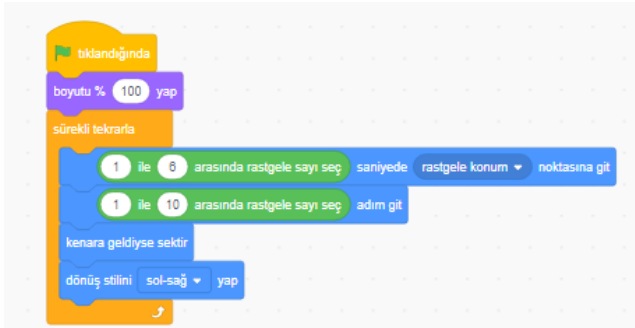 tıklandığında
boyutu % 100 yap
sürekli tekrarla
1 ile 6 arasında rastgele sayı seç saniyede rastgele konum noktasına git
1 ile 10 arasında rastgele sayı seç adım git
kenara geldiyse sektir
dönüş stilini sol-sağ yap